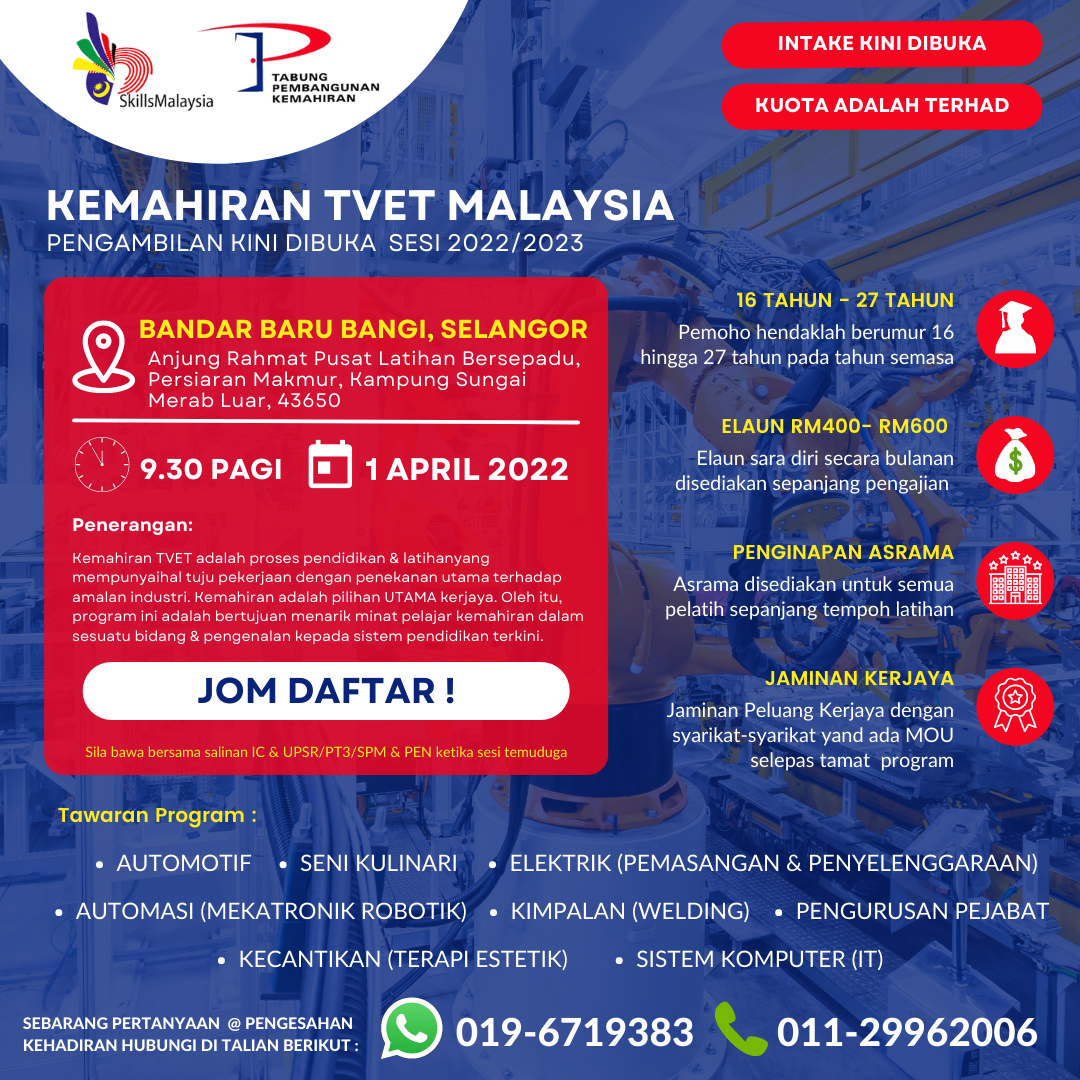 SkillsMalaysia
TABUNG
PEMBANGUNAN
KEMAHIRAN
INTAKE KINI DIBUKA
KUOTA ADALAH TERHAD
KEMAHIRAN TVET MALAYSIA
PENGAMBILAN KINI DIBUKA SESI 2022/2023
BANDAR BARU BANGI, SELANGOR
Anjung Rahmat Pusat Latihan Bersepadu,
Persiaran Makmur, Kampung Sungai
Merab Luar, 43650
9.30 PAGI
1 APRIL 2022
Penerangan:
Kemahiran TVET adalah proses pendidikan & latihanyang
mempunyaihal tuju pekerjaan dengan penekanan utama terhadap
amalan industri. Kemahiran adalah pilihan UTAMA kerjaya. Oleh itu,
program ini adalah bertujuan menarik minat pelajar kemahiran dalam
sesuatu bidang & pengenalan kepada sistem pendidikan terkini.
JOM DAFTAR !
Sila bawa bersama salinan IC & UPSR/PT3/SPM & PEN ketika sesi temuduga
16 TAHUN - 27 TAHUN
Pemoho hendaklah berumur 16
hingga 27 tahun pada tahun semasa
ELAUN RM400- RM600
Elaun sara diri secara bulanan
disediakan sepanjang pengajian
PENGINAPAN ASRAMA
Asrama disediakan untuk semua
pelatih sepanjang tempoh latihan
JAMINAN KERJAYA
Jaminan Peluang Kerjaya dengan
syarikat-syarikat yand ada MOU
selepas tamat program
Tawaran Program :
• AUTOMOTIF • SENI KULINARI • ELEKTRIK (PEMASANGAN & PENYELENGGARAAN)
• AUTOMASI (MEKATRONIK ROBOTIK) • KIMPALAN (WELDING) • PENGURUSAN PEJABAT
• KECANTIKAN (TERAPI ESTETIK) • SISTEM KOMPUTER (IT)
SEBARANG PERTANYAAN @ PENGESAHAN
KEHADIRAN HUBUNGI DI TALIAN BERIKUT :
019-6719383
011-29962006